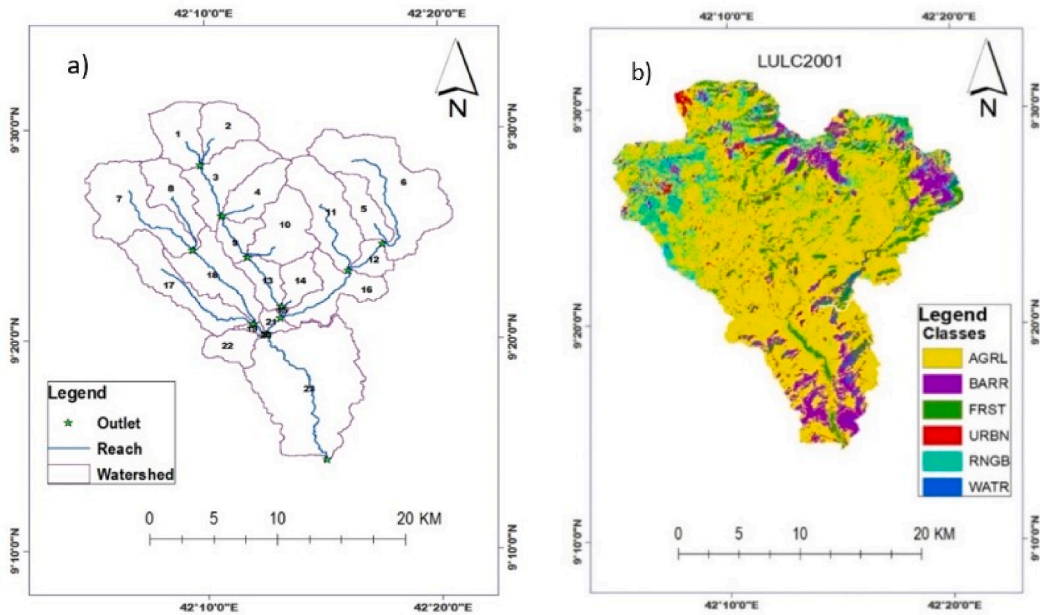 42°10'0"E 42°20'0"E
a)
N
1 2
3
4
5
6
7
8
9
10
11
12
13
14
16
17
18
21
22
23
9°30'0"N 9°30'0"N
9°20'0"N 9°20'0"N
9°10'0"N 9°10'0"N
Legend
Outlet
Reach
Watershed
0 5 10 20 KM
42°10'0"E 42°20'0"E
42°10'0"E 42°20'0"E
b)
LULC2001
N
9°30'0"N 9°30'0"N
9°20'0"N 9°20'0"N
9°10'0"N 9°10'0"N
Legend
Classes
AGRL
BARR
FRST
URBN
RNGB
WATR
0 5 10 20 KM
42°10'0"E 42°20'0"E